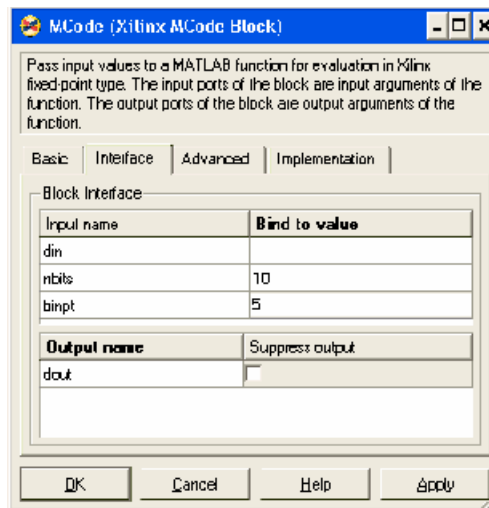 MCode (Xilinx MCode Block)
Pass input values to a MATLAB function for evaluation in Xilinx
fixed-point type. The input ports of the block are input arguments of the
function. The output ports of the block are output arguments of the
function.
Basic Interface Advanced Implementation
Block Interface
Input name Bind to value
din
nbits 10
binpt 5
Output name Suppress output
dout
OK Cancel Help Apply